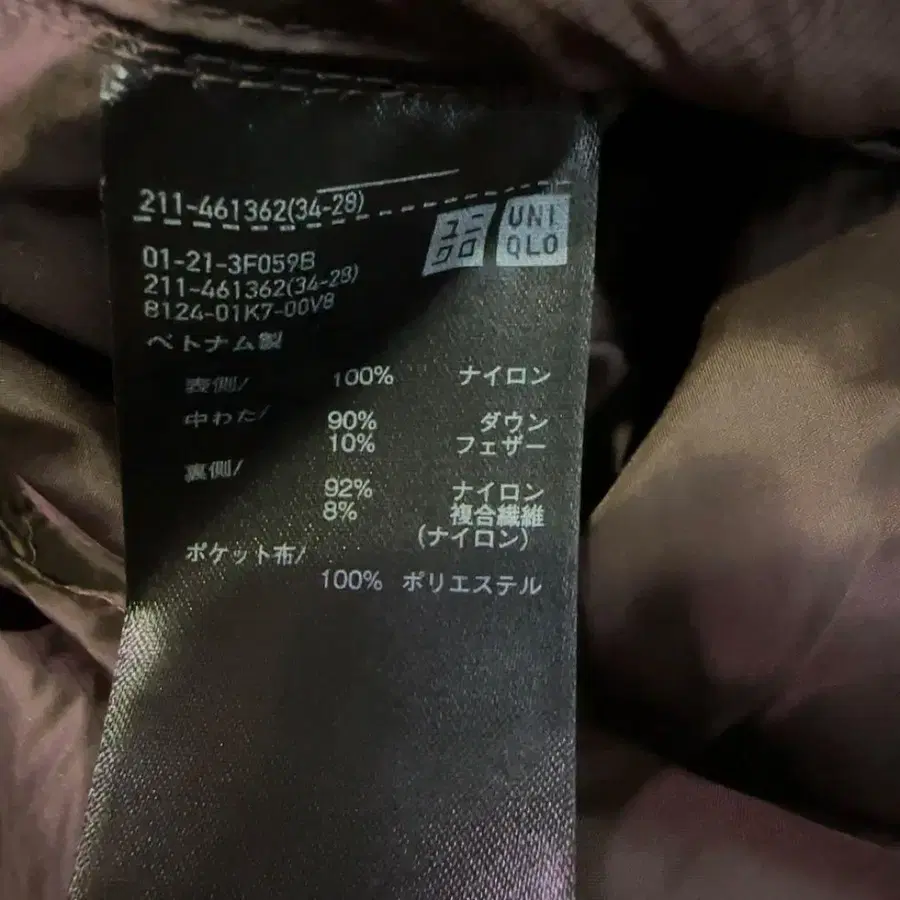 211-461362(34-28)
ユニ
クロ
UNI
QLO
01-21-3F059B
211-461362(34-28)
8124-01K7-00V8
ベトナム製
表側/ 100% ナイロン
中わた/ 90% ダウン
10% フェザー
裏側/
92% ナイロン
8% 複合繊維
(ナイロン)
ポケット布/
100% ポリエステル